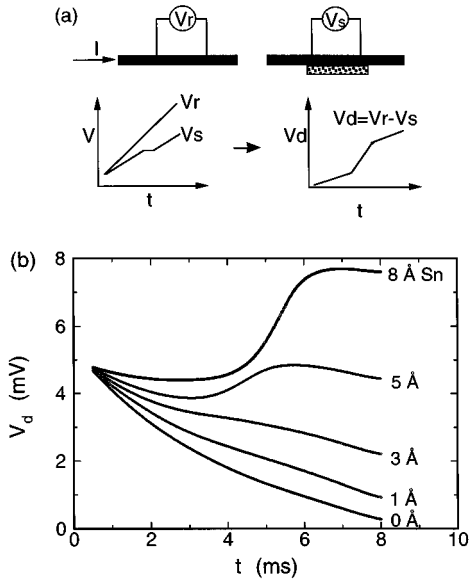 (a)
Vr
Vs
I
V
Vr
Vs
t
Vd
Vd=Vr-Vs
t
(b)
8
6
4
2
0
V_d (mV)
8 Å Sn
5 Å
3 Å
1 Å
0 Å
0 2 4 6 8 10
t (ms)